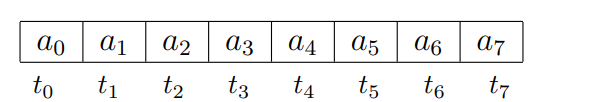 a₀ a₁ a₂ a₃ a₄ a₅ a₆ a₇
t₀ t₁ t₂ t₃ t₄ t₅ t₆ t₇